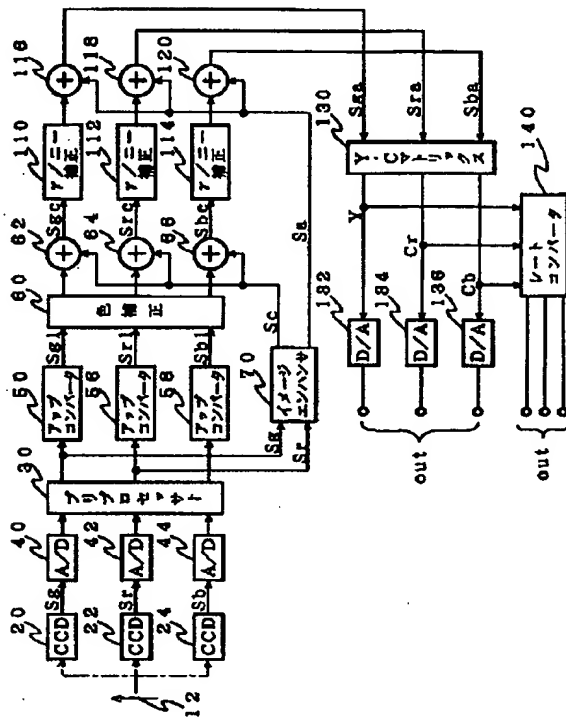 12
20
CCD
Sg
40
A/D
22
CCD
Sr
42
A/D
24
CCD
Sb
44
A/D
30
プリプロセッサト
Sg
Sr
50
アップコンバータ
Sg1
56
アップコンバータ
Sr1
58
アップコンバータ
Sb1
70
イメージエンハンサ
60
色補正
Sc
Sa
62
+
Sgc
64
+
Src
66
+
Sbc
110
γ/ニー補正
112
γ/ニー補正
114
γ/ニー補正
116
+
118
+
120
+
Sga
Sra
Sba
130
Y・Cマトリックス
Y
Cr
Cb
132
D/A
134
D/A
136
D/A
out
140
レートコンバータ
out